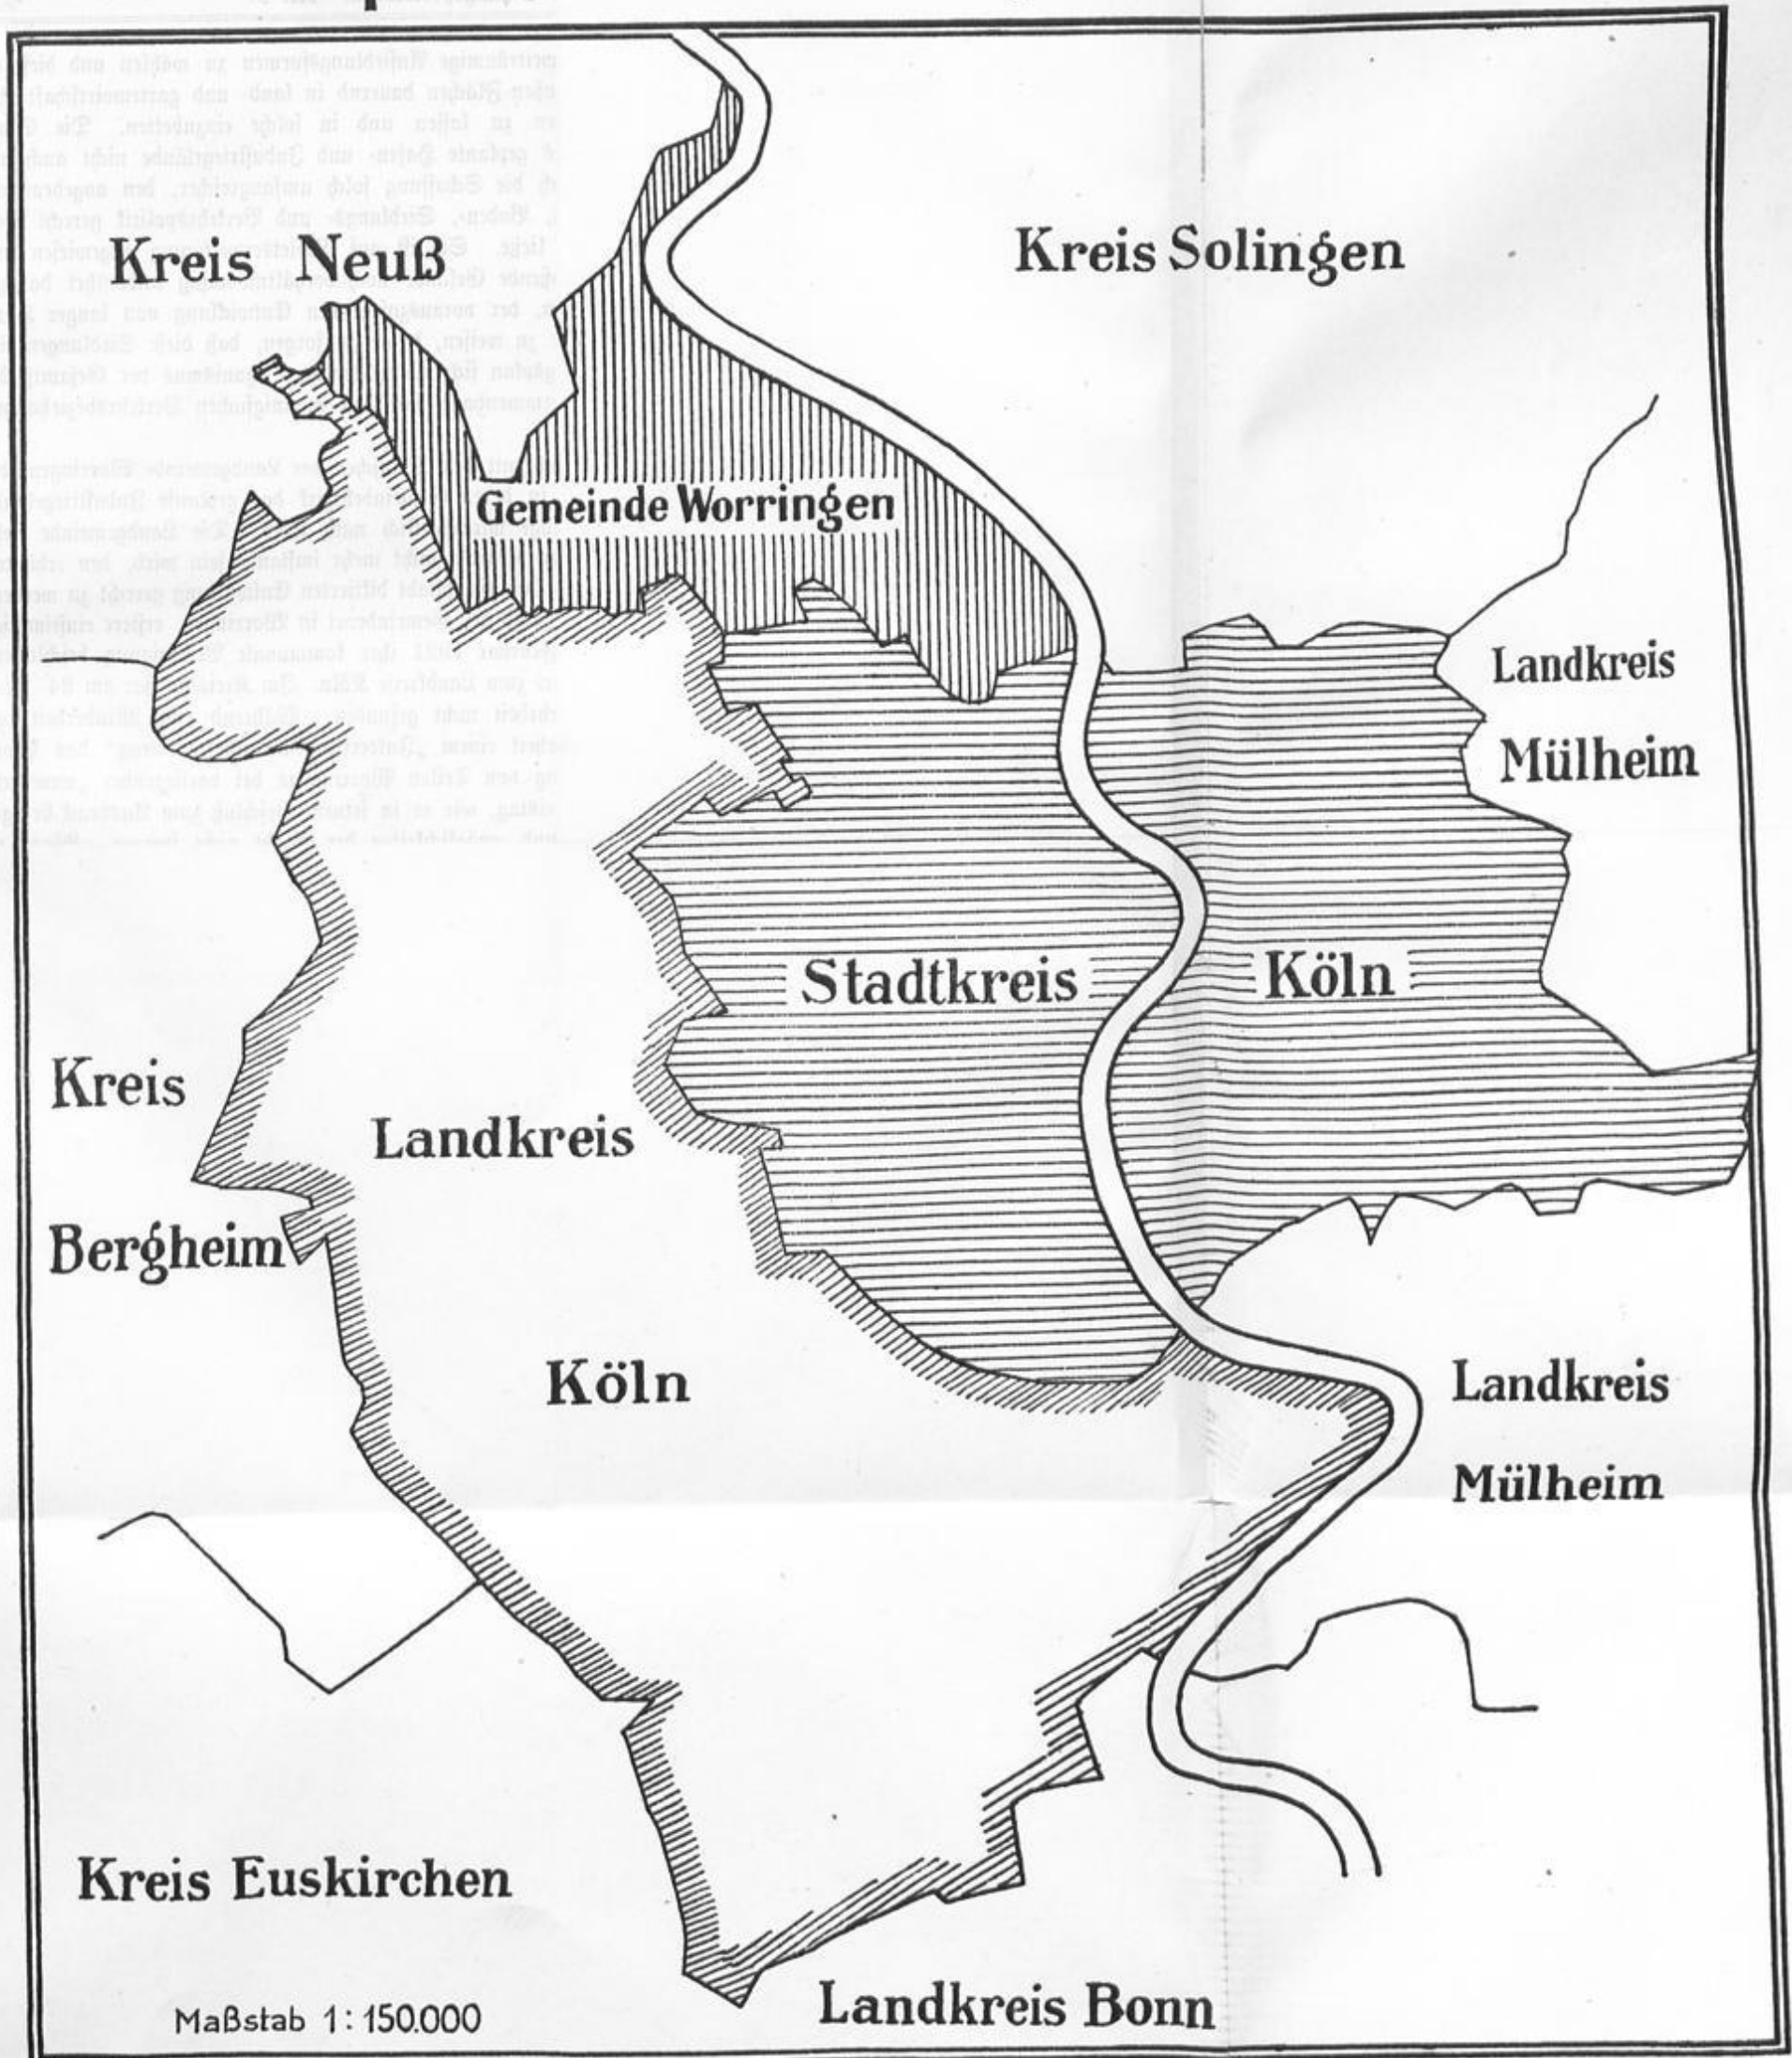 Kreis Neuß
Kreis Solingen
Gemeinde Worringen
Landkreis
Mülheim
Stadtkreis Köln
Kreis
Bergheim
Landkreis
Köln
Landkreis
Mülheim
Kreis Euskirchen
Maßstab 1:150.000
Landkreis Bonn